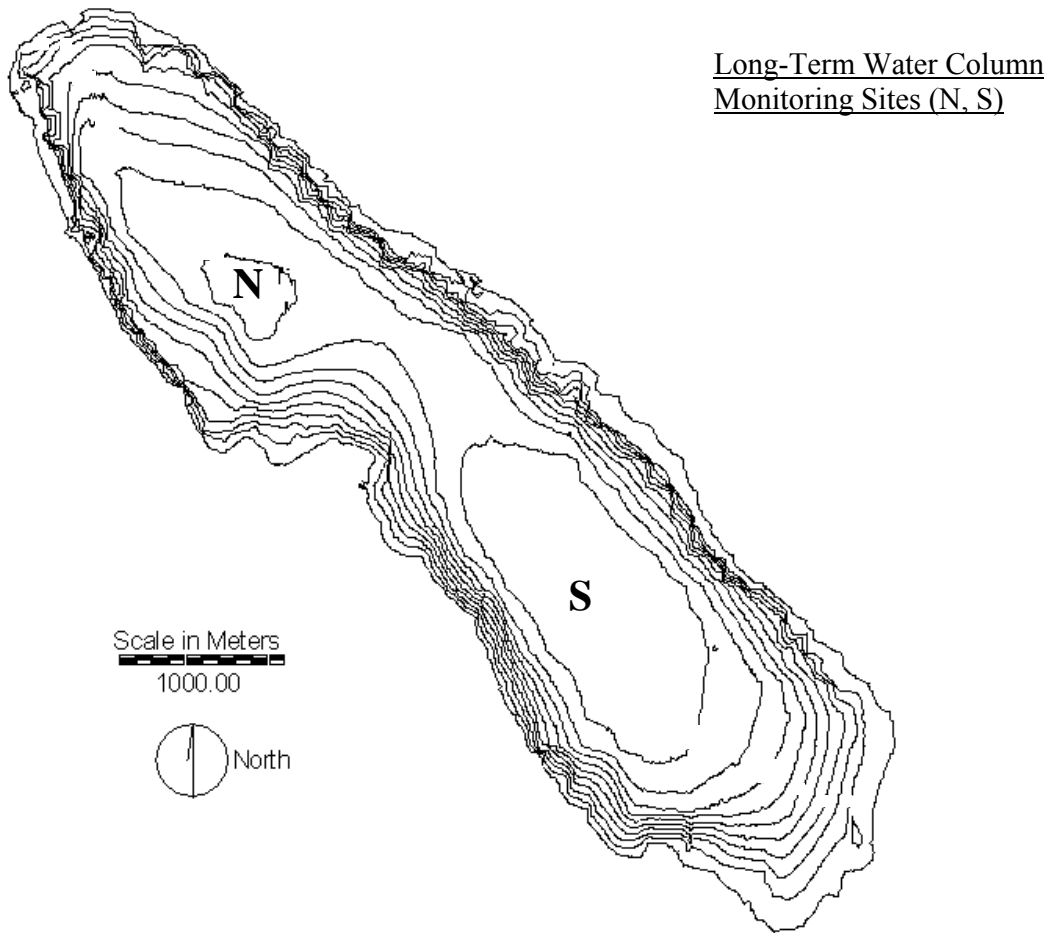 Long-Term Water Column
Monitoring Sites (N, S)
N
S
Scale in Meters
1000.00
North